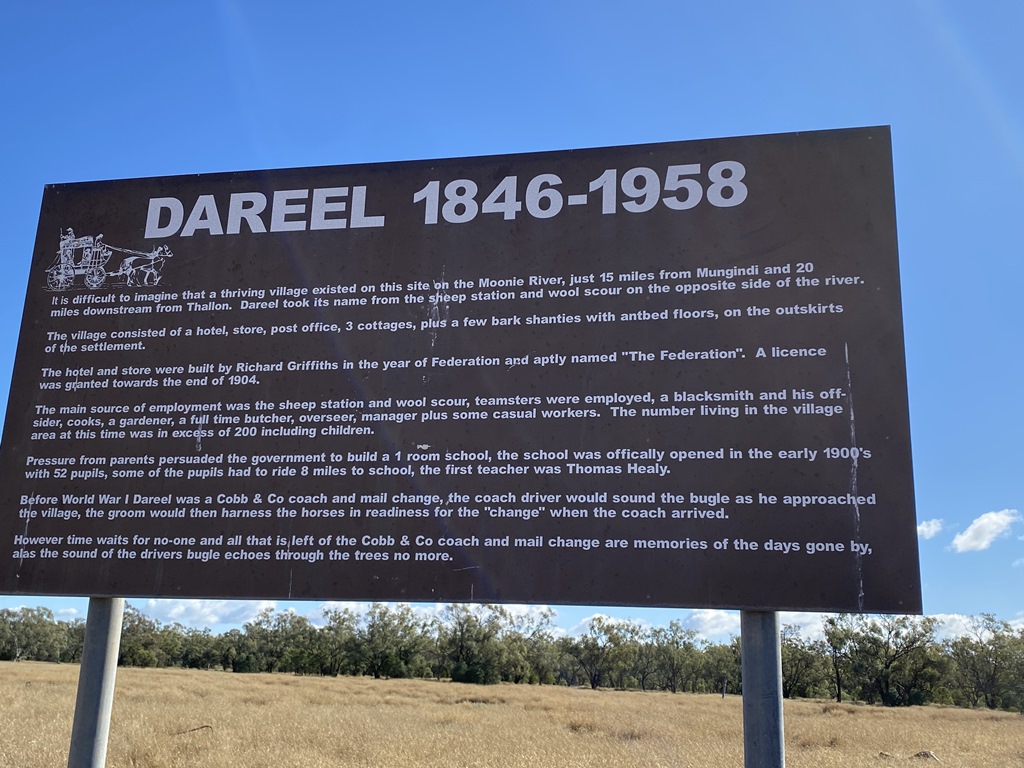 DAREEL 1846-1958
It is difficult to imagine that a thriving village existed on this site on the Moonie River, just 15 miles from Mungindi and 20
miles downstream from Thallon. Dareel took its name from the sheep station and wool scour on the opposite side of the river.
The village consisted of a hotel, store, post office, 3 cottages, plus a few bark shanties with antbed floors, on the outskirts
of the settlement.
The hotel and store were built by Richard Griffiths in the year of Federation and aptly named "The Federation". A licence
was granted towards the end of 1904.
The main source of employment was the sheep station and wool scour, teamsters were employed, a blacksmith and his off-
sider, cooks, a gardener, a full time butcher, overseer, manager plus some casual workers. The number living in the village
area at this time was in excess of 200 including children.
Pressure from parents persuaded the government to build a 1 room school, the school was offically opened in the early 1900's
with 52 pupils, some of the pupils had to ride 8 miles to school, the first teacher was Thomas Healy.
Before World War I Dareel was a Cobb & Co coach and mail change, the coach driver would sound the bugle as he approached
the village, the groom would then harness the horses in readiness for the "change" when the coach arrived.
However time waits for no-one and all that is left of the Cobb & Co coach and mail change are memories of the days gone by,
alas the sound of the drivers bugle echoes through the trees no more.